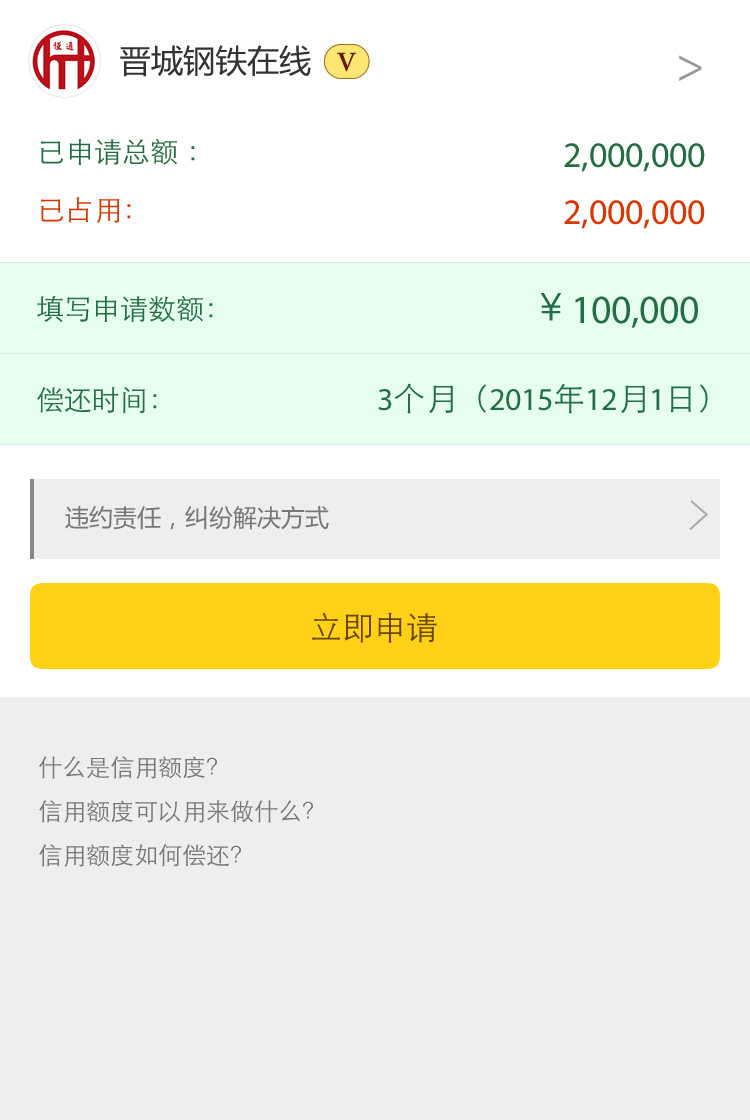 恒通
晋城钢铁在线 V >
已申请总额： 2,000,000
已占用： 2,000,000
填写申请数额： ¥ 100,000
偿还时间： 3个月（2015年12月1日）
违约责任，纠纷解决方式
立即申请
什么是信用额度？
信用额度可以用来做什么？
信用额度如何偿还？